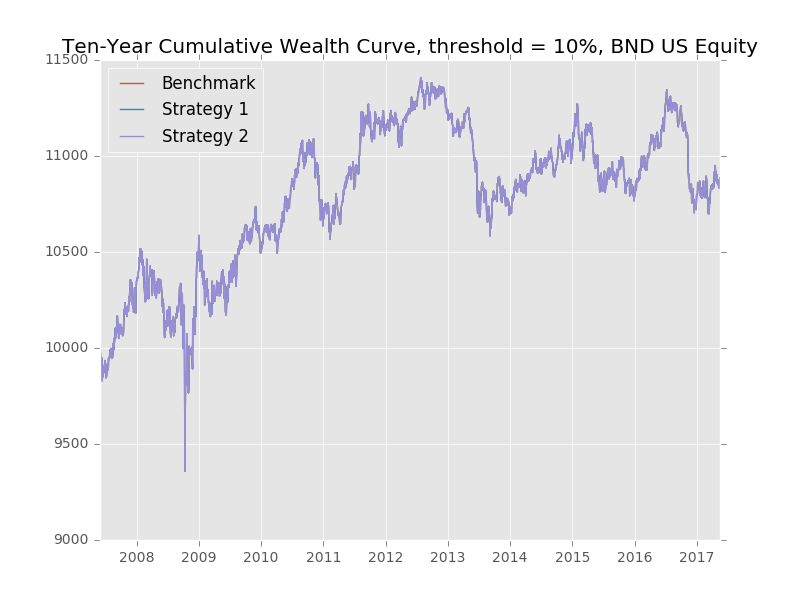 Ten-Year Cumulative Wealth Curve, threshold = 10%, BND US Equity
11500
Benchmark
Strategy 1
Strategy 2
11000
10500
10000
9500
9000
2008 2009 2010 2011 2012 2013 2014 2015 2016 2017